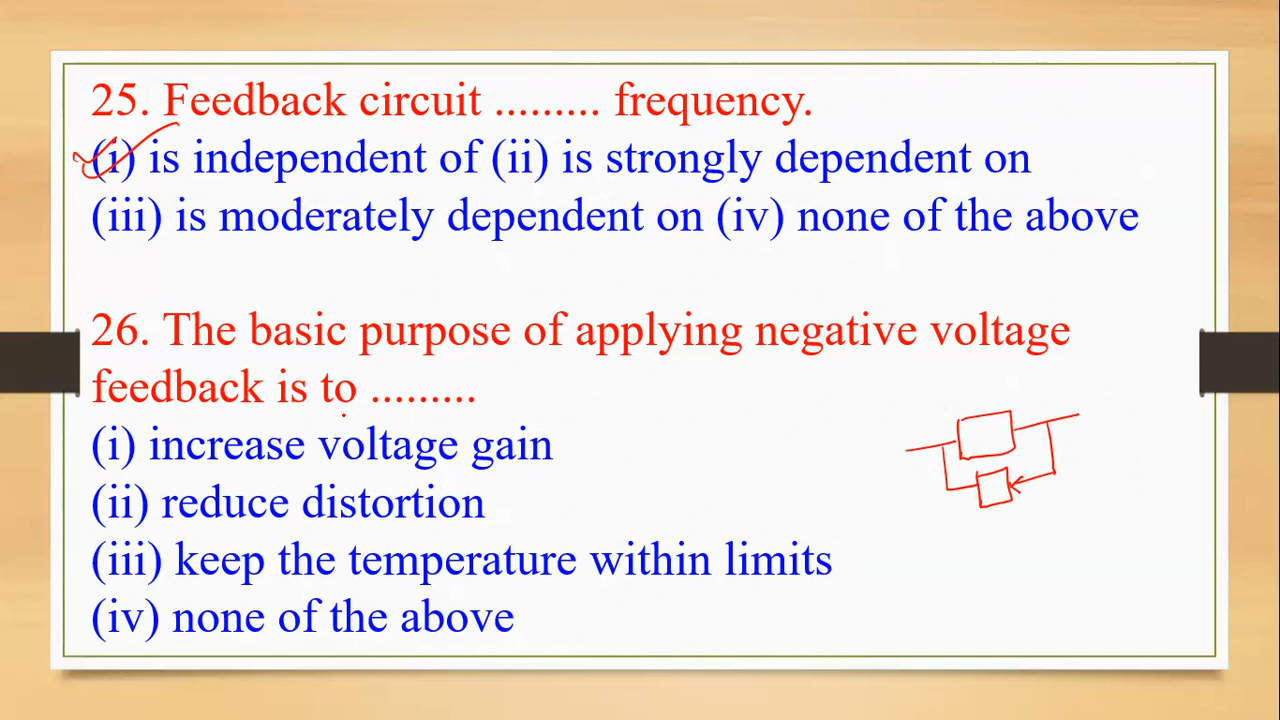 25. Feedback circuit ......... frequency.
(i) is independent of (ii) is strongly dependent on
(iii) is moderately dependent on (iv) none of the above
26. The basic purpose of applying negative voltage
feedback is to .........
(i) increase voltage gain
(ii) reduce distortion
(iii) keep the temperature within limits
(iv) none of the above